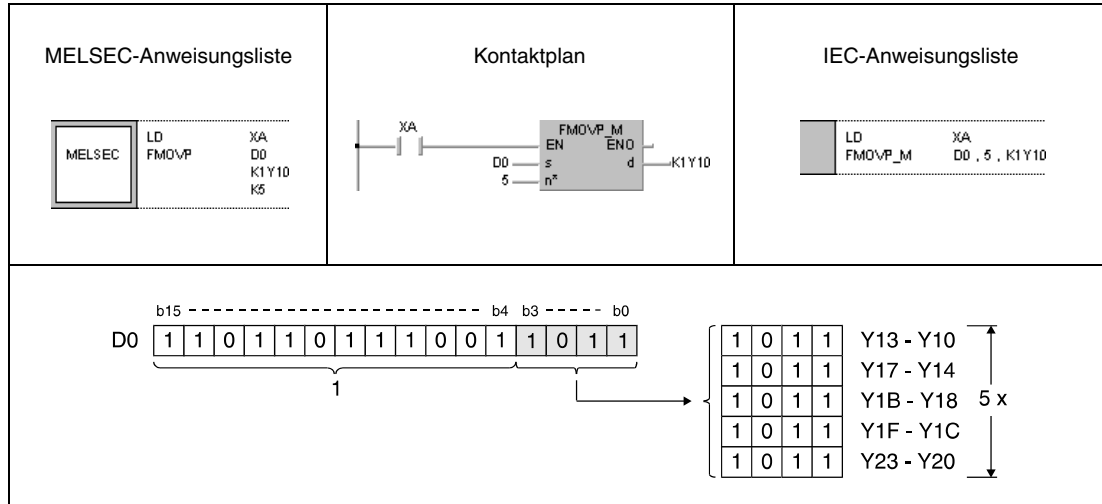 MELSEC-Anweisungsliste
MELSEC
LD XA
FMOVP D0
K1Y10
K5
Kontaktplan
XA
FMOVP_M
EN ENO
D0 s d K1Y10
5 n*
IEC-Anweisungsliste
LD XA
FMOVP_M D0 , 5 , K1Y10
b15 b4 b3 b0
D0 1 1 0 1 1 0 1 1 1 0 0 1 1 0 1 1
1
1 0 1 1 Y13 - Y10
1 0 1 1 Y17 - Y14
1 0 1 1 Y1B - Y18 5 x
1 0 1 1 Y1F - Y1C
1 0 1 1 Y23 - Y20